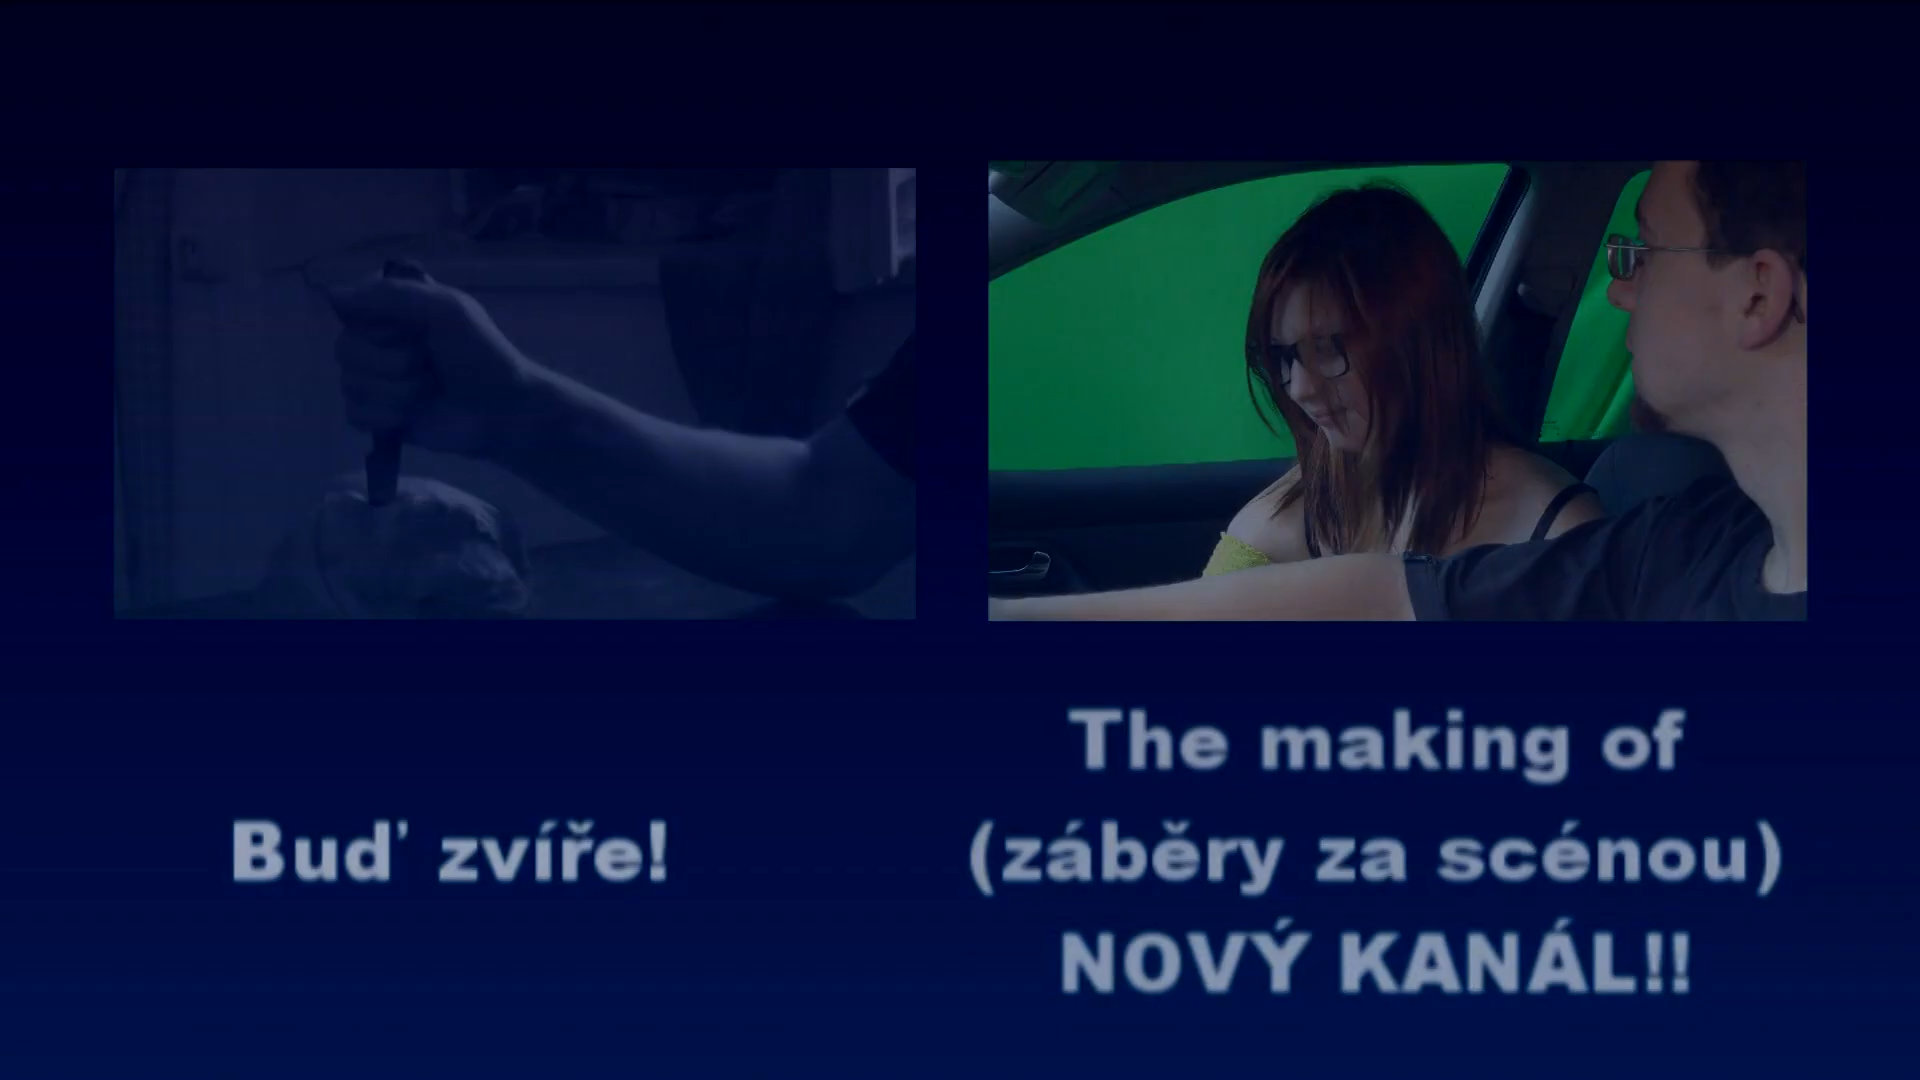 Buď zvíře!
The making of
(záběry za scénou)
NOVÝ KANÁL!!